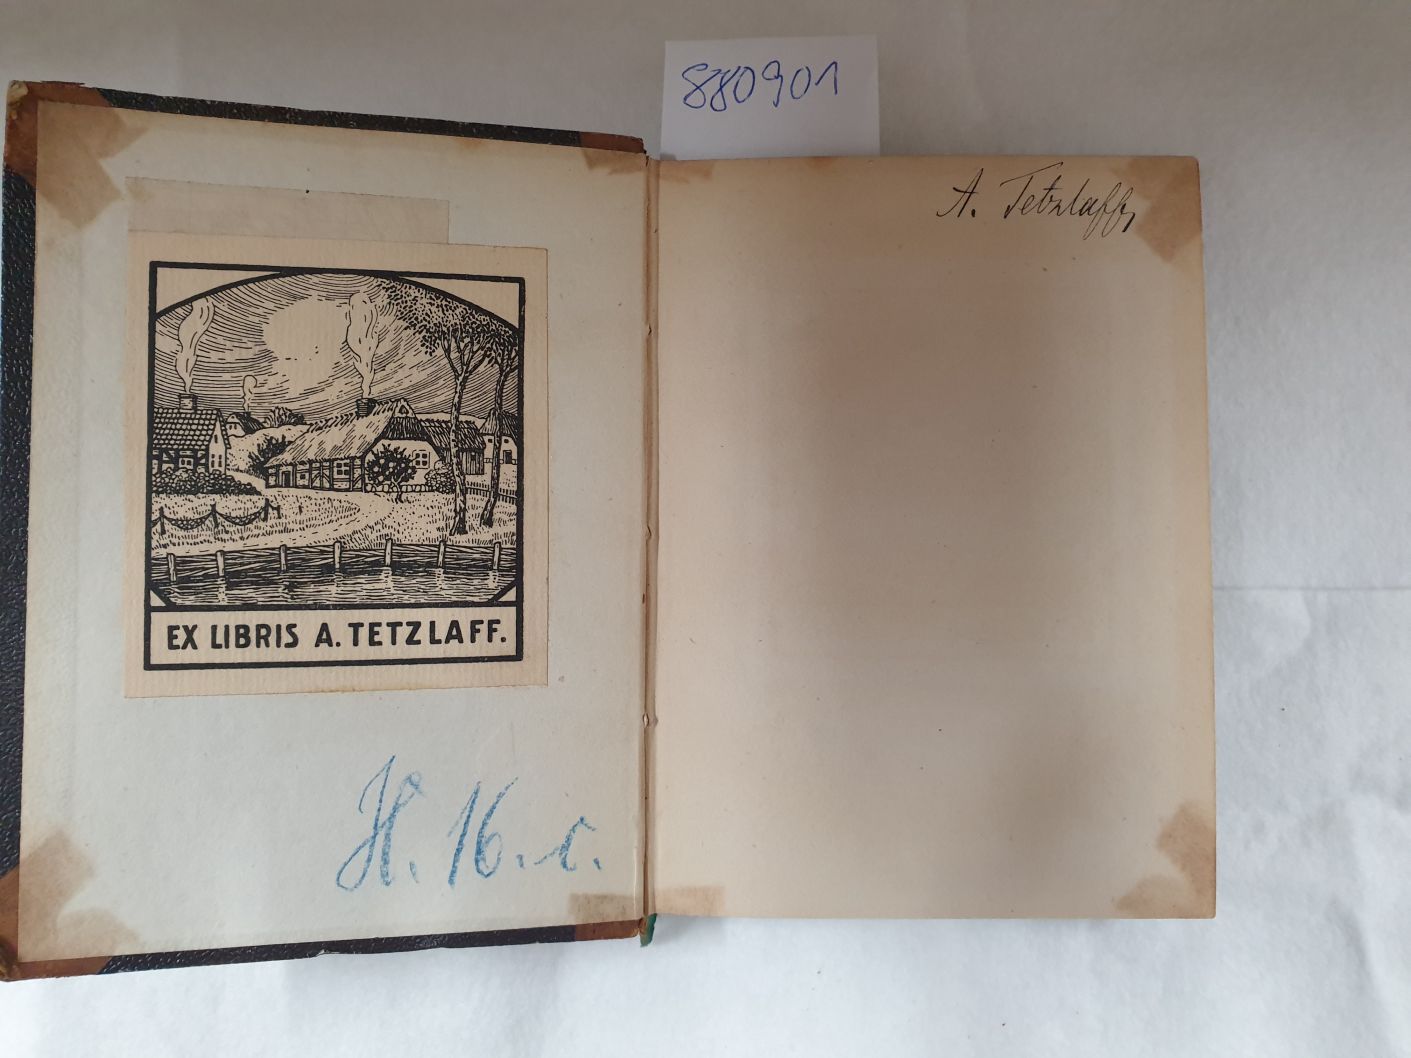 880901
A. Tetzlaff,
EX LIBRIS A. TETZLAFF.
H. 16. c.